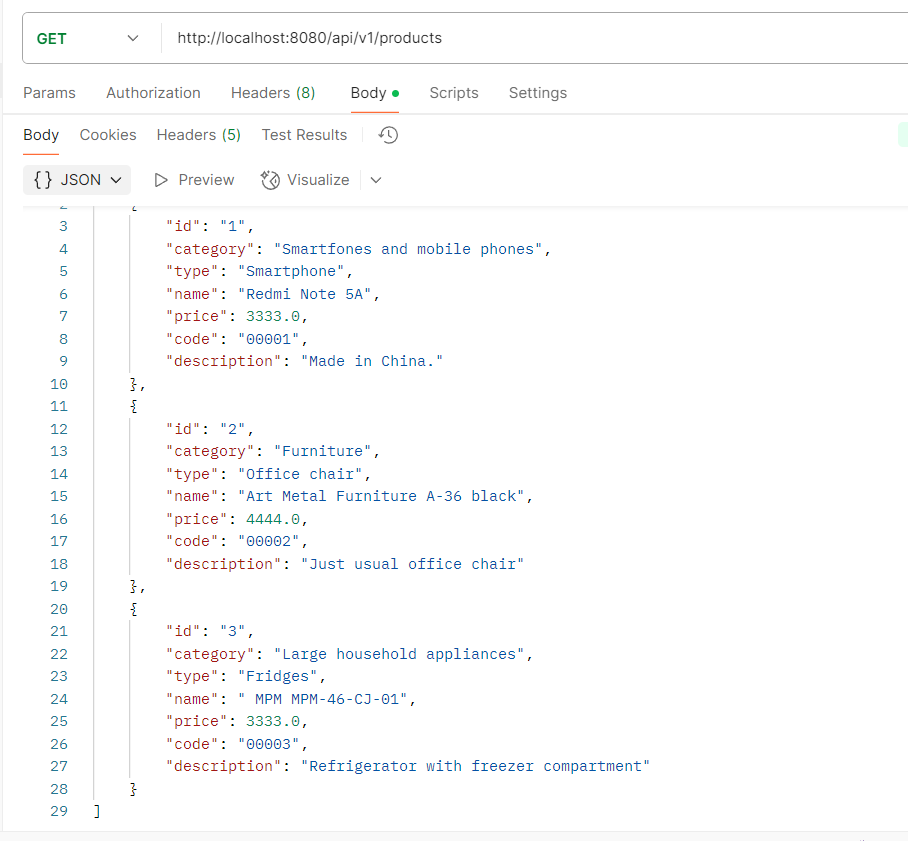 GET http://localhost:8080/api/v1/products
Params Authorization Headers (8) Body Scripts Settings
Body Cookies Headers (5) Test Results
{} JSON Preview Visualize
2 {
3 "id": "1",
4 "category": "Smartfones and mobile phones",
5 "type": "Smartphone",
6 "name": "Redmi Note 5A",
7 "price": 3333.0,
8 "code": "00001",
9 "description": "Made in China."
10 },
11 {
12 "id": "2",
13 "category": "Furniture",
14 "type": "Office chair",
15 "name": "Art Metal Furniture A-36 black",
16 "price": 4444.0,
17 "code": "00002",
18 "description": "Just usual office chair"
19 },
20 {
21 "id": "3",
22 "category": "Large household appliances",
23 "type": "Fridges",
24 "name": " MPM MPM-46-CJ-01",
25 "price": 3333.0,
26 "code": "00003",
27 "description": "Refrigerator with freezer compartment"
28 }
29 ]